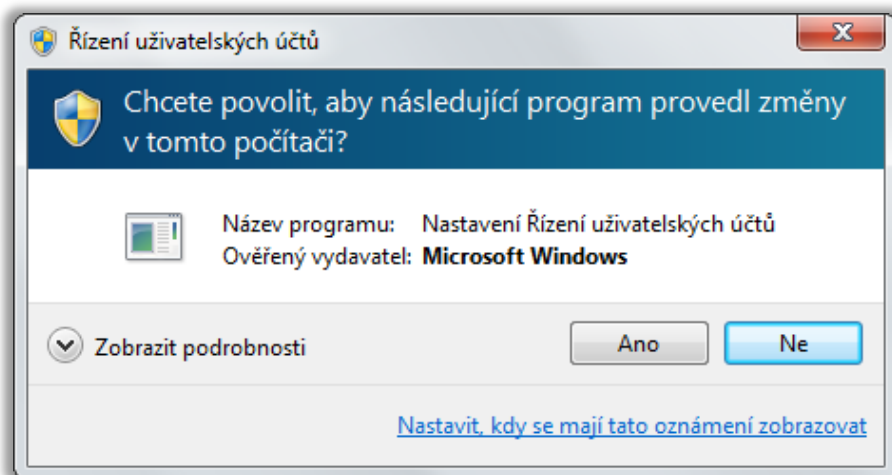 Řízení uživatelských účtů
Chcete povolit, aby následující program provedl změny
v tomto počítači?
Název programu: Nastavení Řízení uživatelských účtů
Ověřený vydavatel: Microsoft Windows
Zobrazit podrobnosti
Ano
Ne
Nastavit, kdy se mají tato oznámení zobrazovat